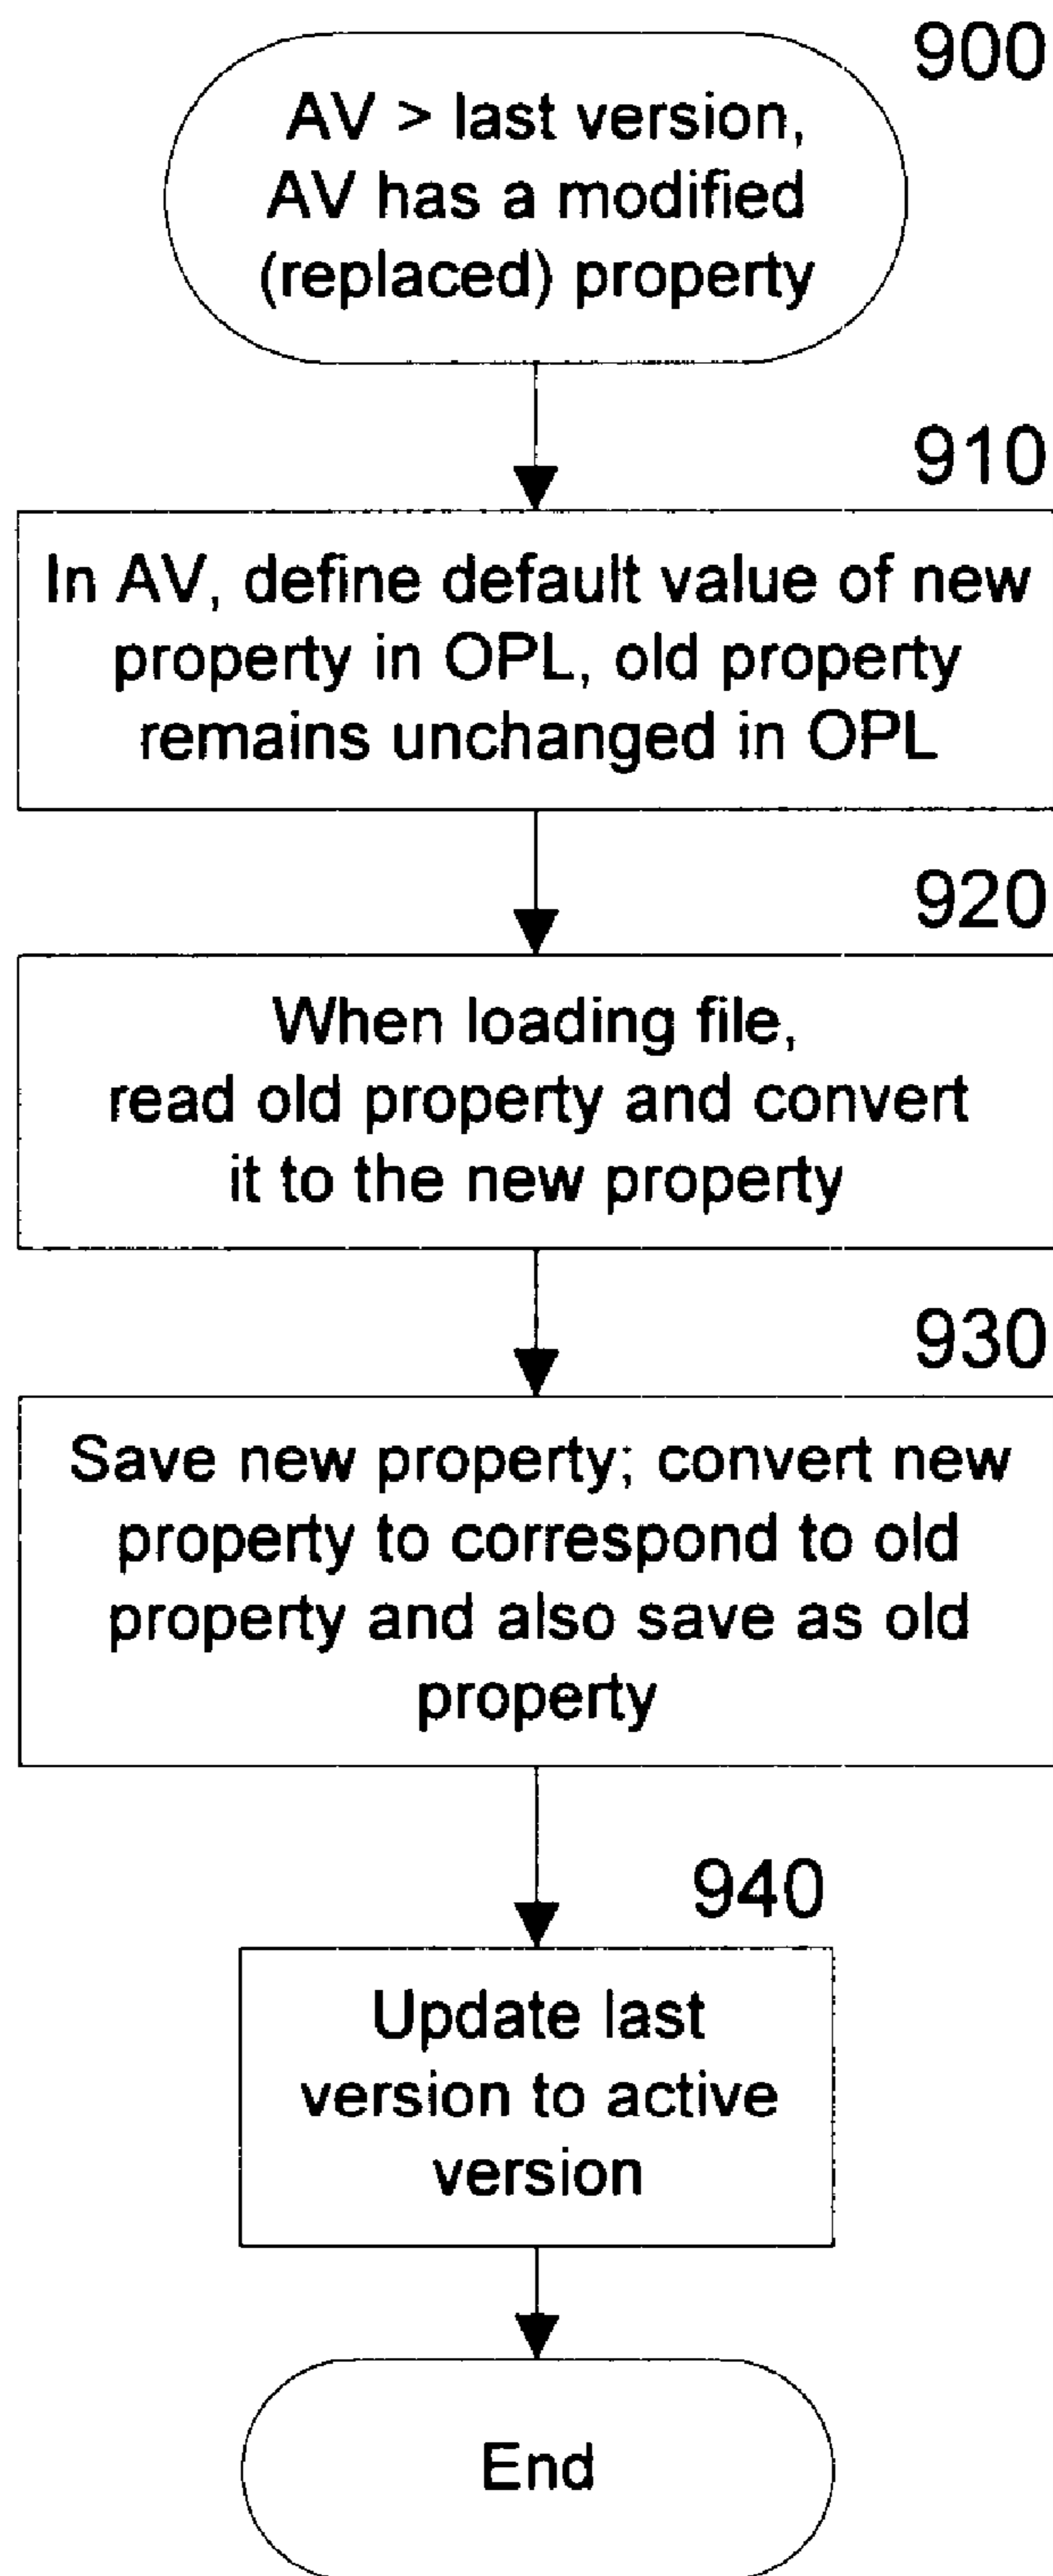 900
AV > last version,
AV has a modified
(replaced) property
910
In AV, define default value of new
property in OPL, old property
remains unchanged in OPL
920
When loading file,
read old property and convert
it to the new property
930
Save new property; convert new
property to correspond to old
property and also save as old
property
940
Update last
version to active
version
End